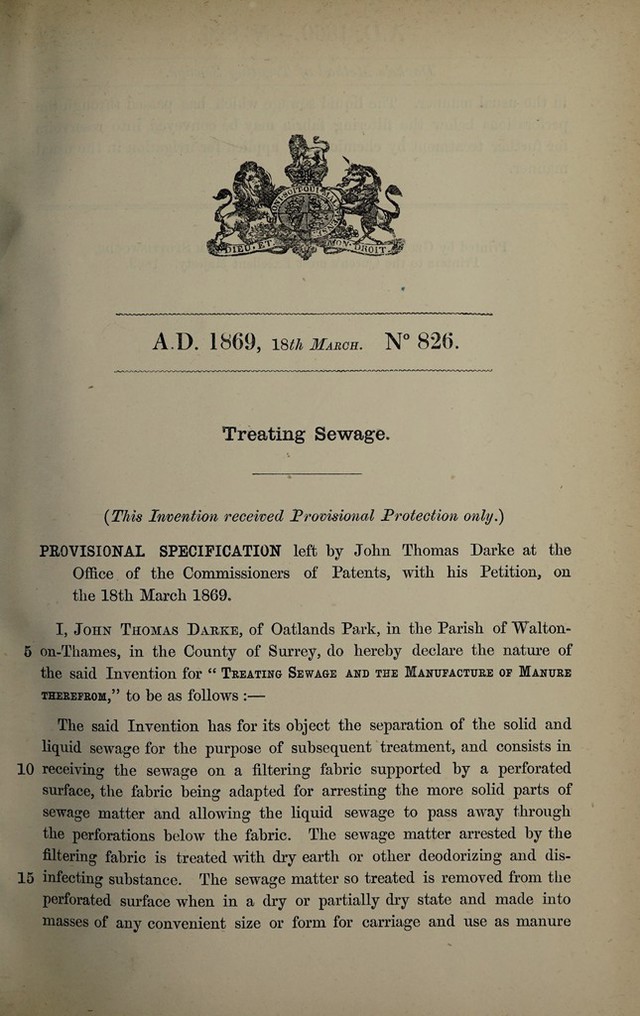 DIEU ET MON DROIT
A.D. 1869, 18th MARCH. No 826.
Treating Sewage.
(This Invention received Provisional Protection only.)
PROVISIONAL SPECIFICATION left by John Thomas Darke at the
Office of the Commissioners of Patents, with his Petition, on
the 18th March 1869.
I, JOHN THOMAS DARKE, of Oatlands Park, in the Parish of Walton-
5 on-Thames, in the County of Surrey, do hereby declare the nature of
the said Invention for “ TREATING SEWAGE AND THE MANUFACTURE OF MANURE
THEREFROM,” to be as follows :—
The said Invention has for its object the separation of the solid and
liquid sewage for the purpose of subsequent treatment, and consists in
10 receiving the sewage on a filtering fabric supported by a perforated
surface, the fabric being adapted for arresting the more solid parts of
sewage matter and allowing the liquid sewage to pass away through
the perforations below the fabric. The sewage matter arrested by the
filtering fabric is treated with dry earth or other deodorizing and dis-
15 infecting substance. The sewage matter so treated is removed from the
perforated surface when in a dry or partially dry state and made into
masses of any convenient size or form for carriage and use as manure